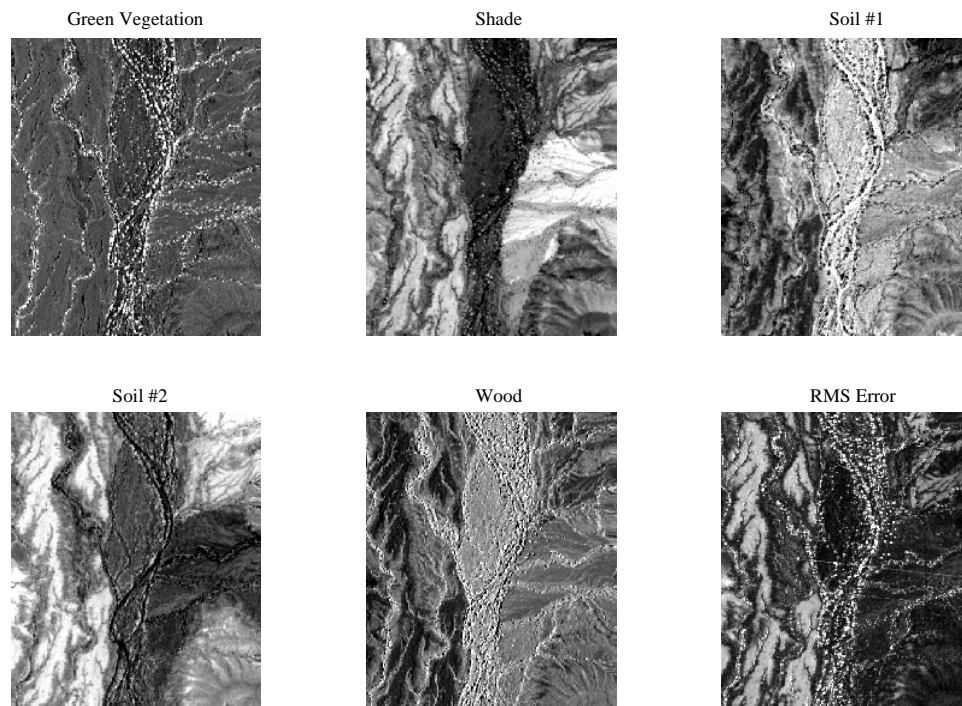 Green Vegetation
Shade
Soil #1
Soil #2
Wood
RMS Error